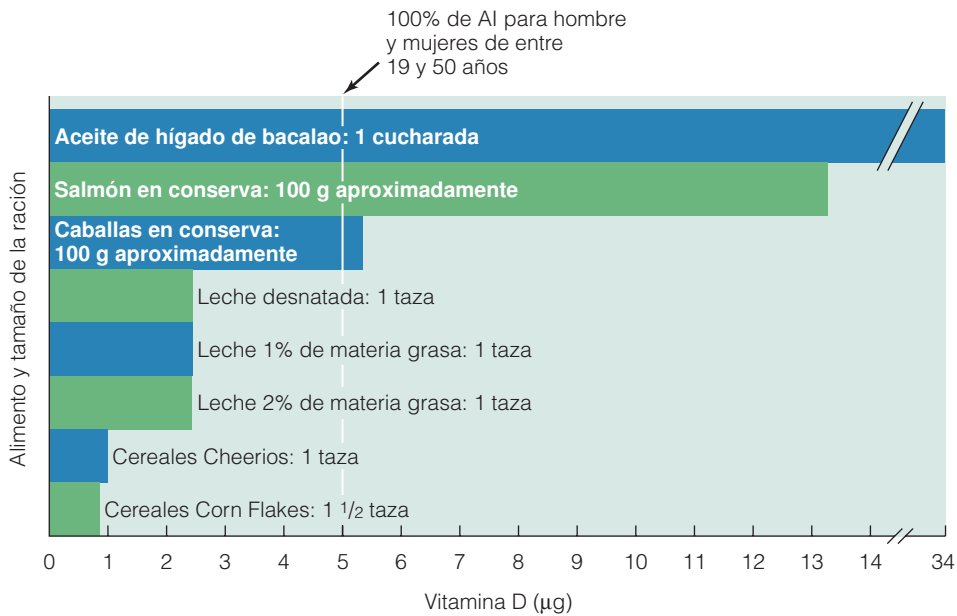 100% de AI para hombre
y mujeres de entre
19 y 50 años
Alimento y tamaño de la ración
Aceite de hígado de bacalao: 1 cucharada
Salmón en conserva: 100 g aproximadamente
Caballas en conserva:
100 g aproximadamente
Leche desnatada: 1 taza
Leche 1% de materia grasa: 1 taza
Leche 2% de materia grasa: 1 taza
Cereales Cheerios: 1 taza
Cereales Corn Flakes: 1 1/2 taza
0 1 2 3 4 5 6 7 8 9 10 11 12 13 14 34
Vitamina D (µg)